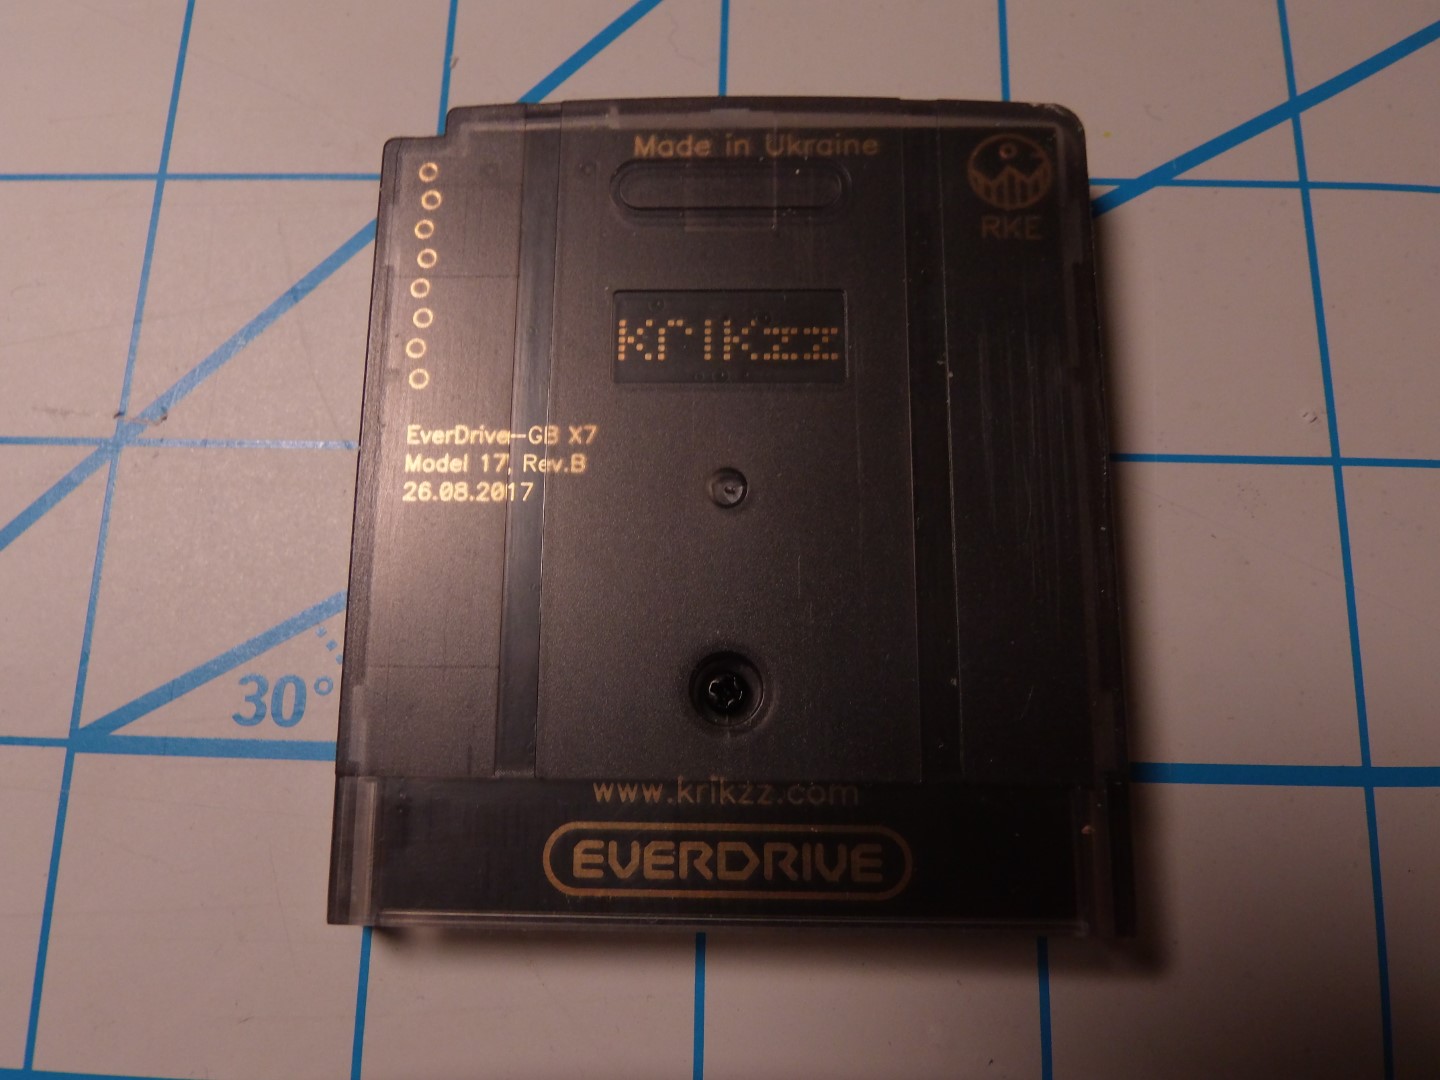 Made in Ukraine
RKE
krikzz
EverDrive-GB X7
Model 17, Rev.B
26.08.2017
30°
www.krikzz.com
EVERDRIVE